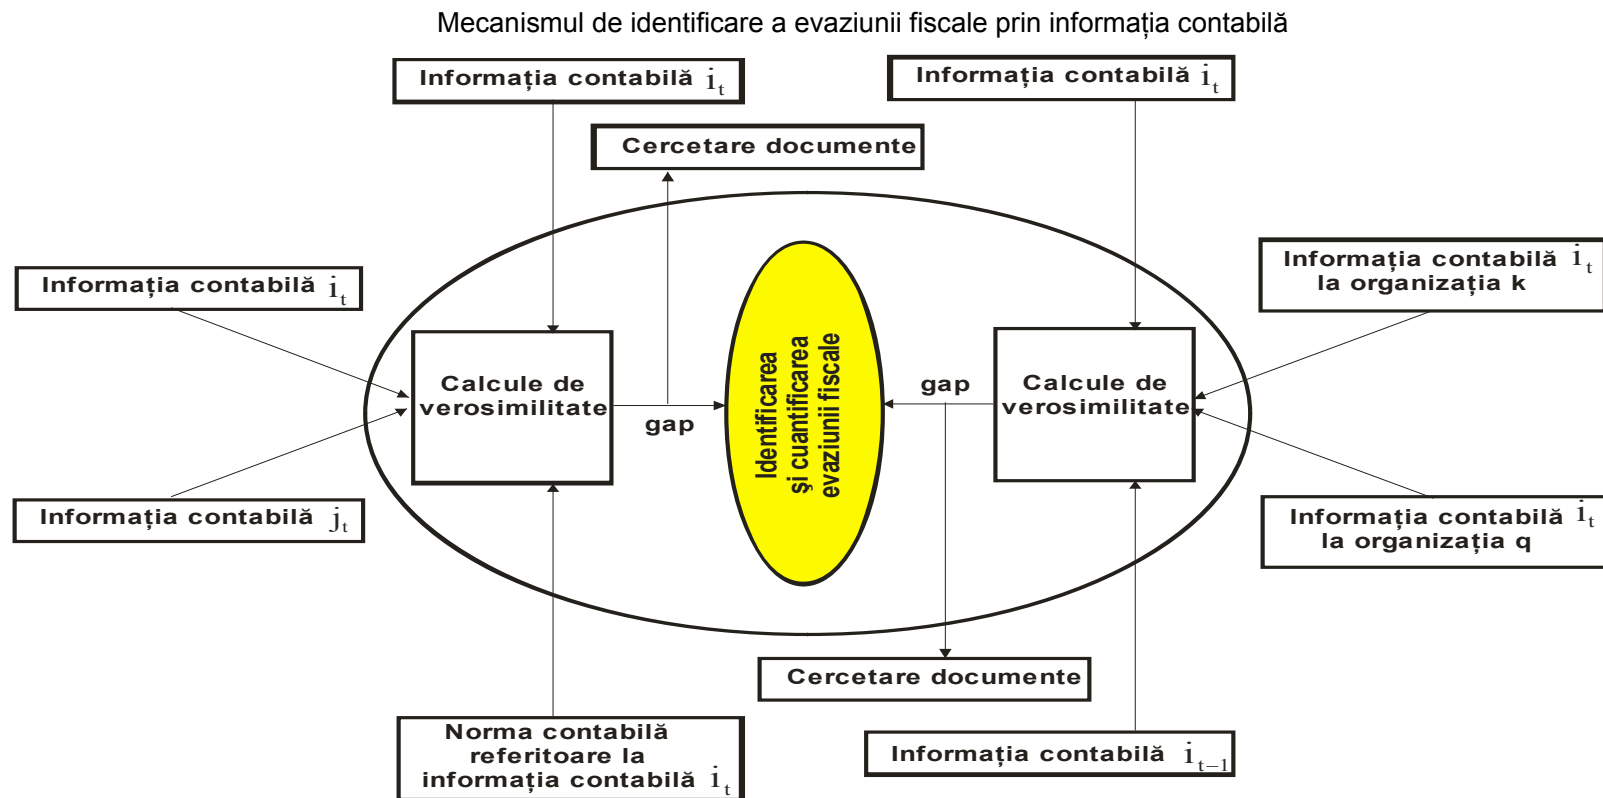 Mecanismul de identificare a evaziunii fiscale prin informația contabilă
Informația contabilă i_t
Informația contabilă i_t
Cercetare documente
Informația contabilă i_t
Informația contabilă i_t
la organizația k
Calcule de
verosimilitate
gap
Identificarea
şi cuantificarea
evaziunii fiscale
gap
Calcule de
verosimilitate
Informația contabilă j_t
Informația contabilă i_t
la organizația q
Cercetare documente
Norma contabilă
referitoare la
informația contabilă i_t
Informația contabilă i_{t−1}